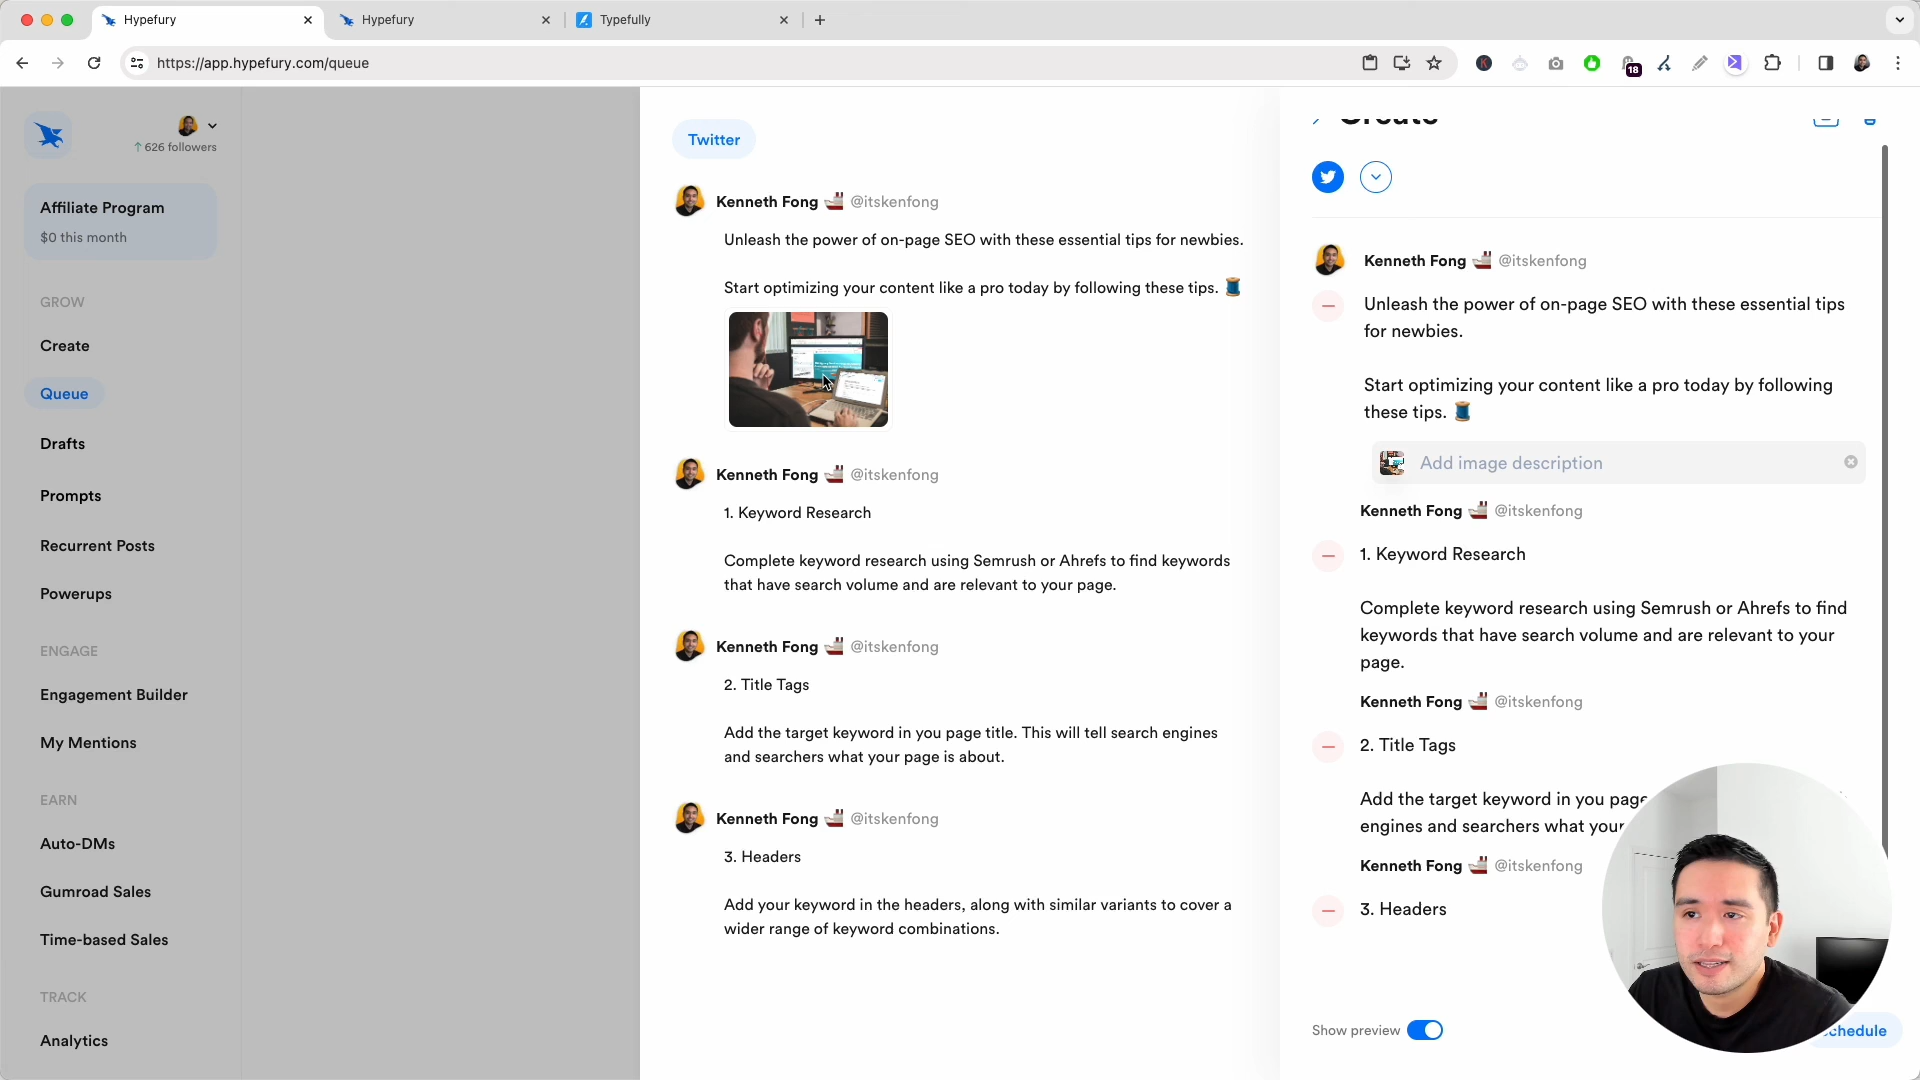 Hypefury
Hypefury
Typefully
https://app.hypefury.com/queue
18
626 followers
Affiliate Program
$0 this month
GROW
Create
Queue
Drafts
Prompts
Recurrent Posts
Powerups
ENGAGE
Engagement Builder
My Mentions
EARN
Auto-DMs
Gumroad Sales
Time-based Sales
TRACK
Analytics
Twitter
Kenneth Fong @itskenfong
Unleash the power of on-page SEO with these essential tips for newbies.
Start optimizing your content like a pro today by following these tips.
Kenneth Fong @itskenfong
1. Keyword Research
Complete keyword research using Semrush or Ahrefs to find keywords
that have search volume and are relevant to your page.
Kenneth Fong @itskenfong
2. Title Tags
Add the target keyword in you page title. This will tell search engines
and searchers what your page is about.
Kenneth Fong @itskenfong
3. Headers
Add your keyword in the headers, along with similar variants to cover a
wider range of keyword combinations.
Create
Kenneth Fong @itskenfong
Unleash the power of on-page SEO with these essential tips
for newbies.
Start optimizing your content like a pro today by following
these tips.
Add image description
Kenneth Fong @itskenfong
1. Keyword Research
Complete keyword research using Semrush or Ahrefs to find
keywords that have search volume and are relevant to your
page.
Kenneth Fong @itskenfong
2. Title Tags
Add the target keyword in you page
engines and searchers what your
Kenneth Fong @itskenfong
3. Headers
Show preview
chedule